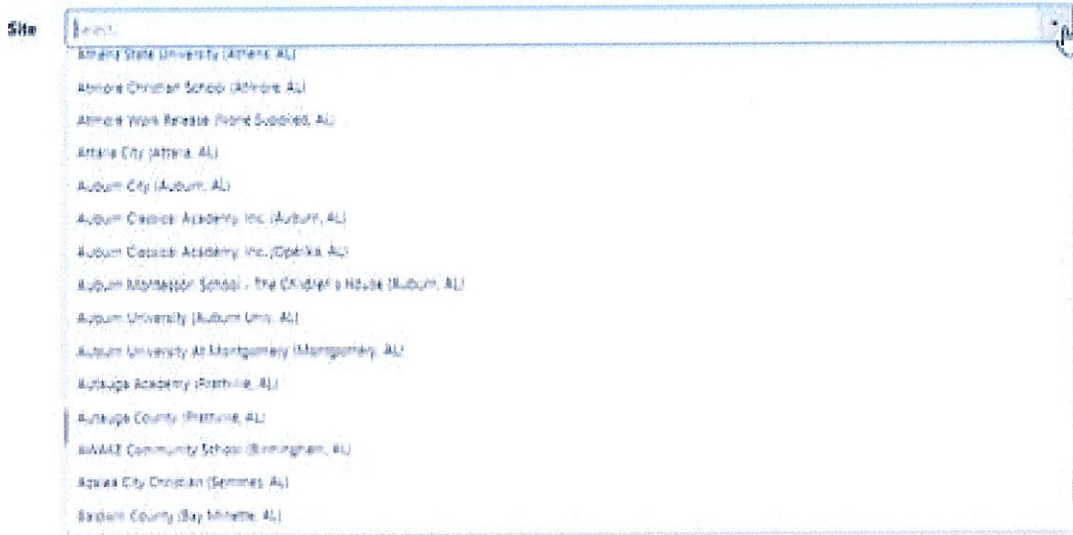 Site
Select...
Athens State University (Athens, AL)
Atmore Christian School (Atmore, AL)
Atmore Work Release (None Supplied, AL)
Attalla City (Attalla, AL)
Auburn City (Auburn, AL)
Auburn Classical Academy, Inc. (Auburn, AL)
Auburn Classical Academy, Inc. (Opelika, AL)
Auburn Montessori School - The Children's House (Auburn, AL)
Auburn University (Auburn Univ, AL)
Auburn University At Montgomery (Montgomery, AL)
Autauga Academy (Prattville, AL)
Autauga County (Prattville, AL)
Community School (Birmingham, AL)
Azalea City Christian (Semmes, AL)
Baldwin County (Bay Minette, AL)